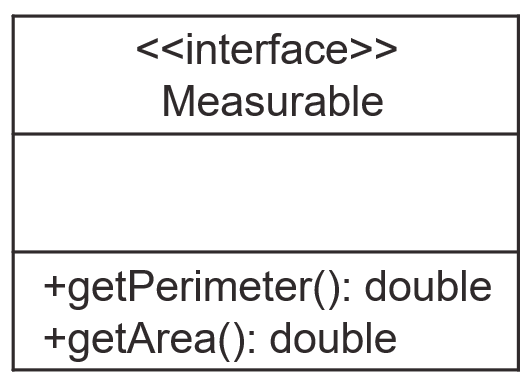 <<interface>>
Measurable
+getPerimeter(): double
+getArea(): double